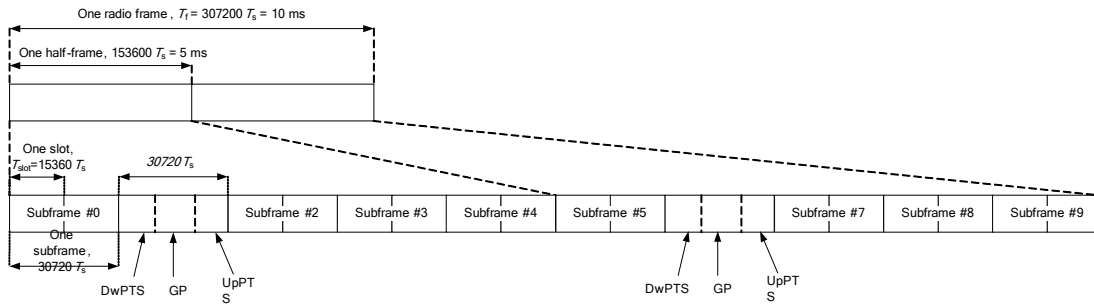 One radio frame , Tf = 307200 Ts = 10 ms
One half-frame, 153600 Ts = 5 ms
One slot,
Tslot=15360 Ts
30720 Ts
Subframe #0
Subframe #2
Subframe #3
Subframe #4
Subframe #5
Subframe #7
Subframe #8
Subframe #9
One
subframe ,
30720 Ts
DwPTS
GP
UpPT
S
DwPTS
GP
UpPT
S